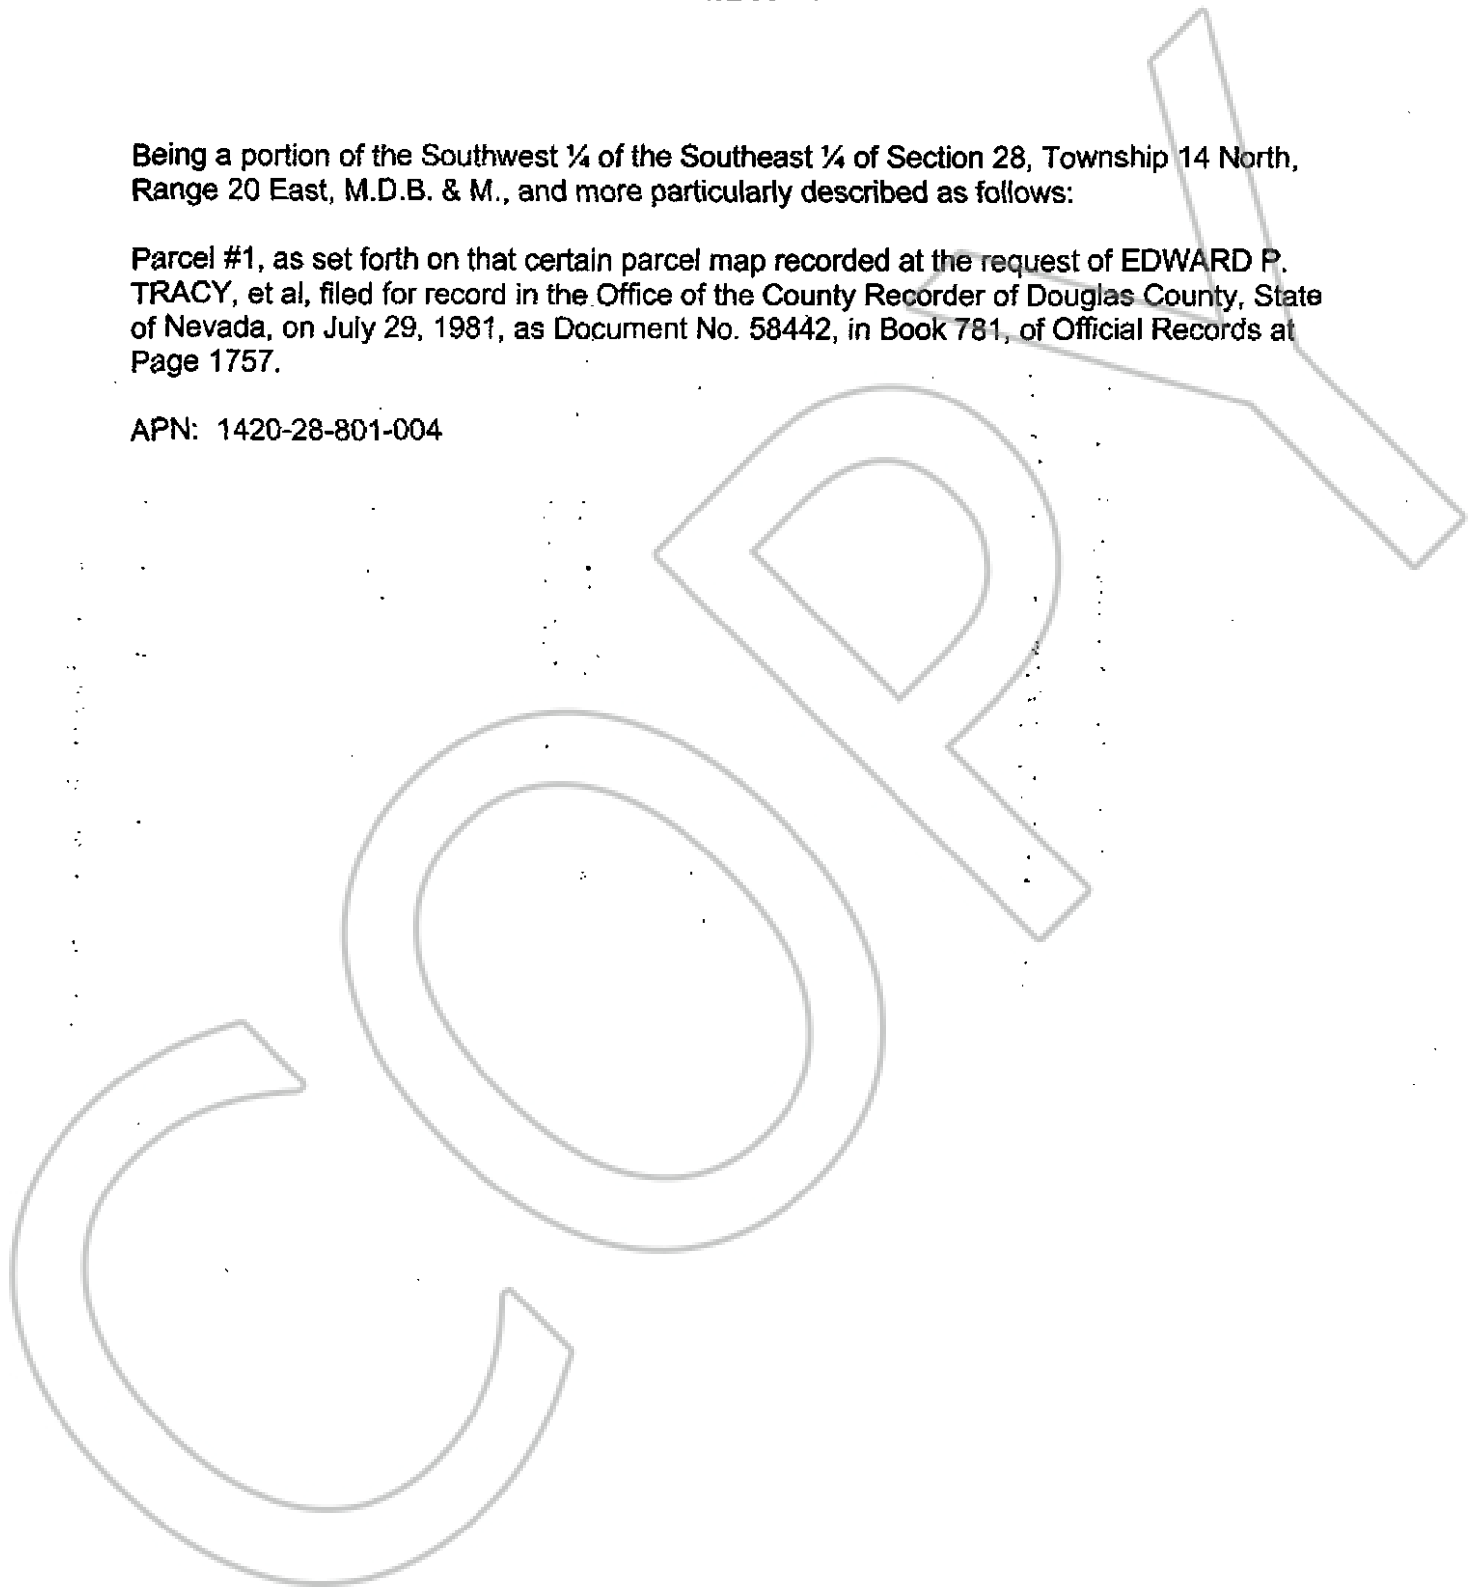 Being a portion of the Southwest ¼ of the Southeast ¼ of Section 28, Township 14 North,
Range 20 East, M.D.B. & M., and more particularly described as follows:
Parcel #1, as set forth on that certain parcel map recorded at the request of EDWARD P.
TRACY, et al, filed for record in the Office of the County Recorder of Douglas County, State
of Nevada, on July 29, 1981, as Document No. 58442, in Book 781, of Official Records at
Page 1757.
APN: 1420-28-801-004
COPY